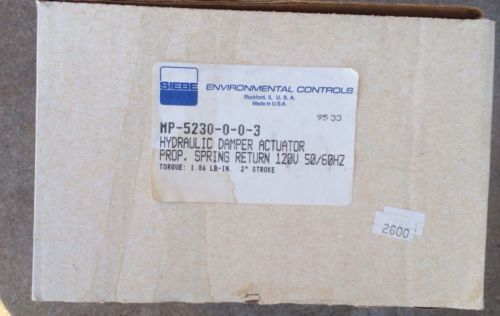 SIEBE
ENVIRONMENTAL CONTROLS
Rockford, IL U. S. A.
Made in U.S.A.
95 33
MP-5230-0-0-3
HYDRAULIC DAMPER ACTUATOR
PROP. SPRING RETURN 120V 50/60HZ
TORQUE: 1.06 LB-IN. 2" STROKE
2600